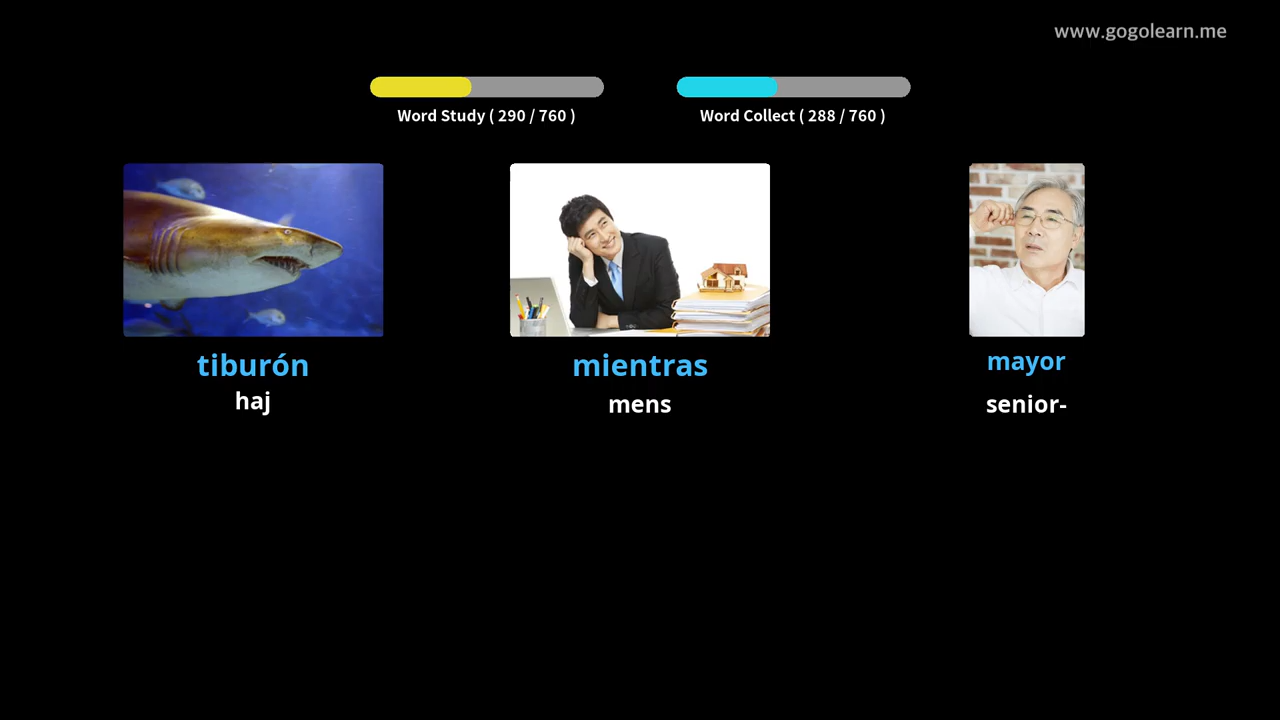 www.gogolearn.me
Word Study ( 290 / 760 )
Word Collect ( 288 / 760 )
tiburón
haj
mientras
mens
mayor
senior-